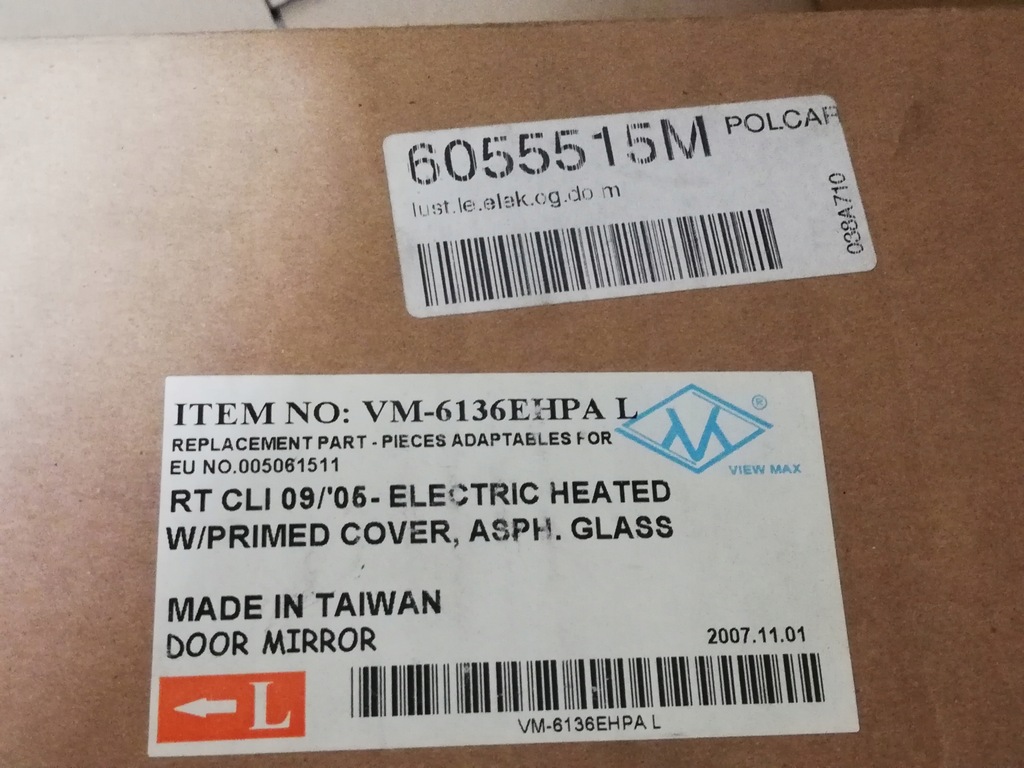 6055515M POLCAR
lust.le.elek.og.do m
038A710
ITEM NO: VM-6136EHPA L
REPLACEMENT PART - PIECES ADAPTABLES FOR
EU NO.005061511
®
VIEW MAX
RT CLI 09/'05- ELECTRIC HEATED
W/PRIMED COVER, ASPH. GLASS
MADE IN TAIWAN
DOOR MIRROR
2007.11.01
L
VM-6136EHPA L